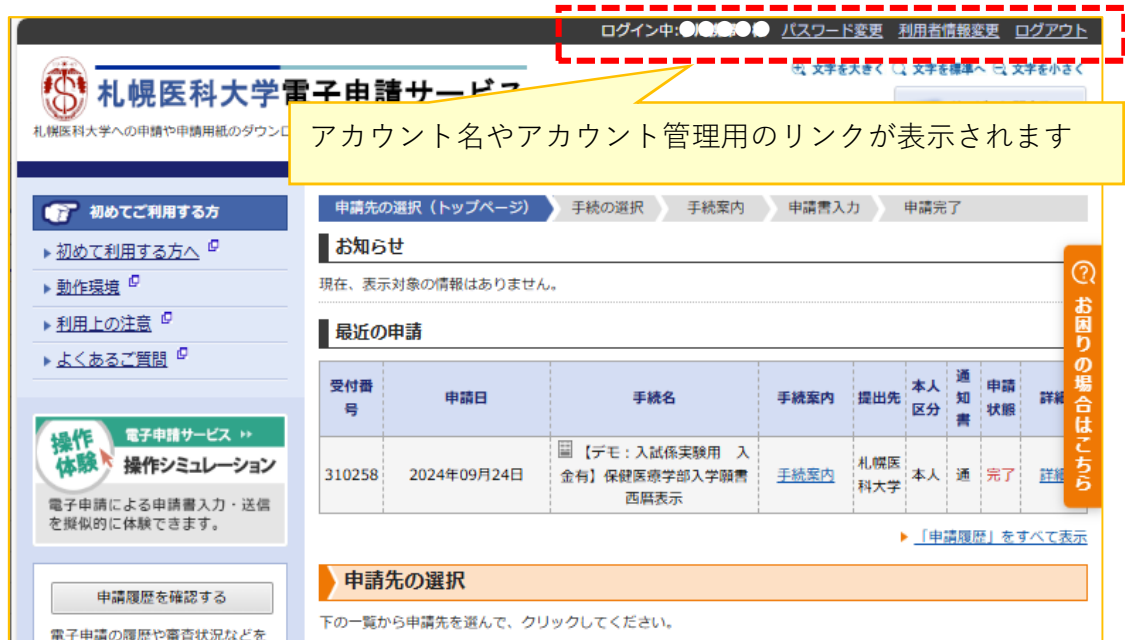 ログイン中: パスワード変更 利用者情報変更 ログアウト
文字を大きく 文字を標準へ 文字を小さく
札幌医科大学電子申請サービス
札幌医科大学への申請や申請用紙のダウンロ
アカウント名やアカウント管理用のリンクが表示されます
初めてご利用する方
初めて利用する方へ
動作環境
利用上の注意
よくあるご質問
操作体験
電子申請サービス
操作シミュレーション
電子申請による申請書入力・送信
を擬似的に体験できます。
申請履歴を確認する
電子申請の履歴や審査状況などを
申請先の選択（トップページ） 手続の選択 手続案内 申請書入力 申請完了
お知らせ
現在、表示対象の情報はありません。
最近の申請
受付番号 申請日 手続名 手続案内 提出先 本人区分 通知書 申請状態 詳細
310258 2024年09月24日 【デモ：入試係実験用 入金有】保健医療学部入学願書西暦表示 手続案内 札幌医科大学 本人 通 完了 詳細
「申請履歴」をすべて表示
申請先の選択
下の一覧から申請先を選んで、クリックしてください。
お困りの場合はこちら